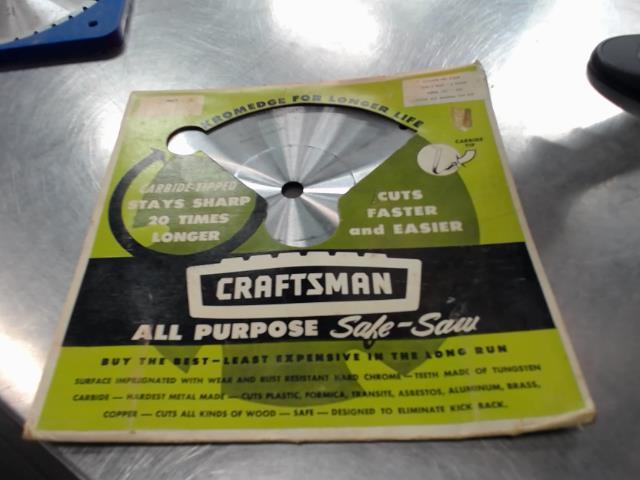 KROMEDGE FOR LONGER LIFE
CARBIDE TIP
CARBIDE-TIPPED
STAYS SHARP
20 TIMES
LONGER
CUTS
FASTER
and EASIER
CRAFTSMAN
ALL PURPOSE Safe-Saw
BUY THE BEST—LEAST EXPENSIVE IN THE LONG RUN
SURFACE IMPREGNATED WITH WEAR AND RUST RESISTANT HARD CHROME — TEETH MADE OF TUNGSTEN
CARBIDE — HARDEST METAL MADE — CUTS PLASTIC, FORMICA, TRANSITE, ASBESTOS, ALUMINUM, BRASS,
COPPER — CUTS ALL KINDS OF WOOD — SAFE — DESIGNED TO ELIMINATE KICK BACK.